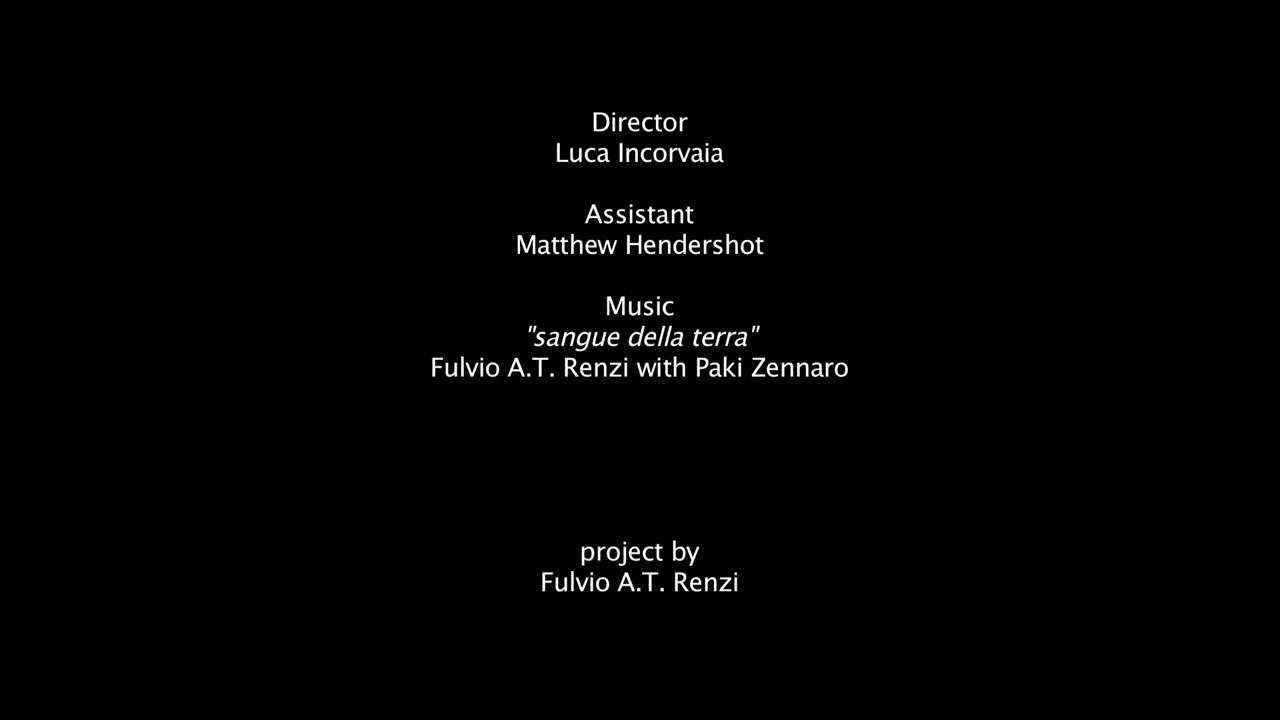 Director
Luca Incorvaia
Assistant
Matthew Hendershot
Music
"sangue della terra"
Fulvio A.T. Renzi with Paki Zennaro
project by
Fulvio A.T. Renzi